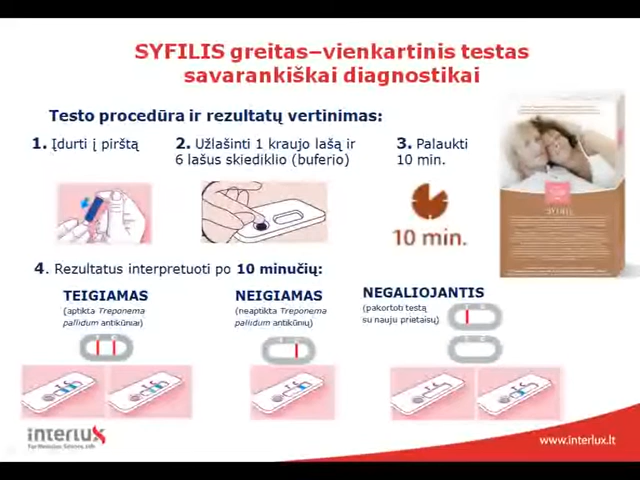 SYFILIS greitas–vienkartinis testas
savarankiškai diagnostikai
Testo procedūra ir rezultatų vertinimas:
1. Įdurti į pirštą
2. Užlašinti 1 kraujo lašą ir
6 lašus skiediklio (buferio)
3. Palaukti
10 min.
10 min.
SYFILIS
4. Rezultatus interpretuoti po 10 minučių:
TEIGIAMAS
(aptikta Treponema
pallidum antikūniai)
NEIGIAMAS
(neaptikta Treponema
pallidum antikūnių)
NEGALIOJANTIS
(pakortoti testą
su nauju prietaisų)
interlux
www.interlux.lt